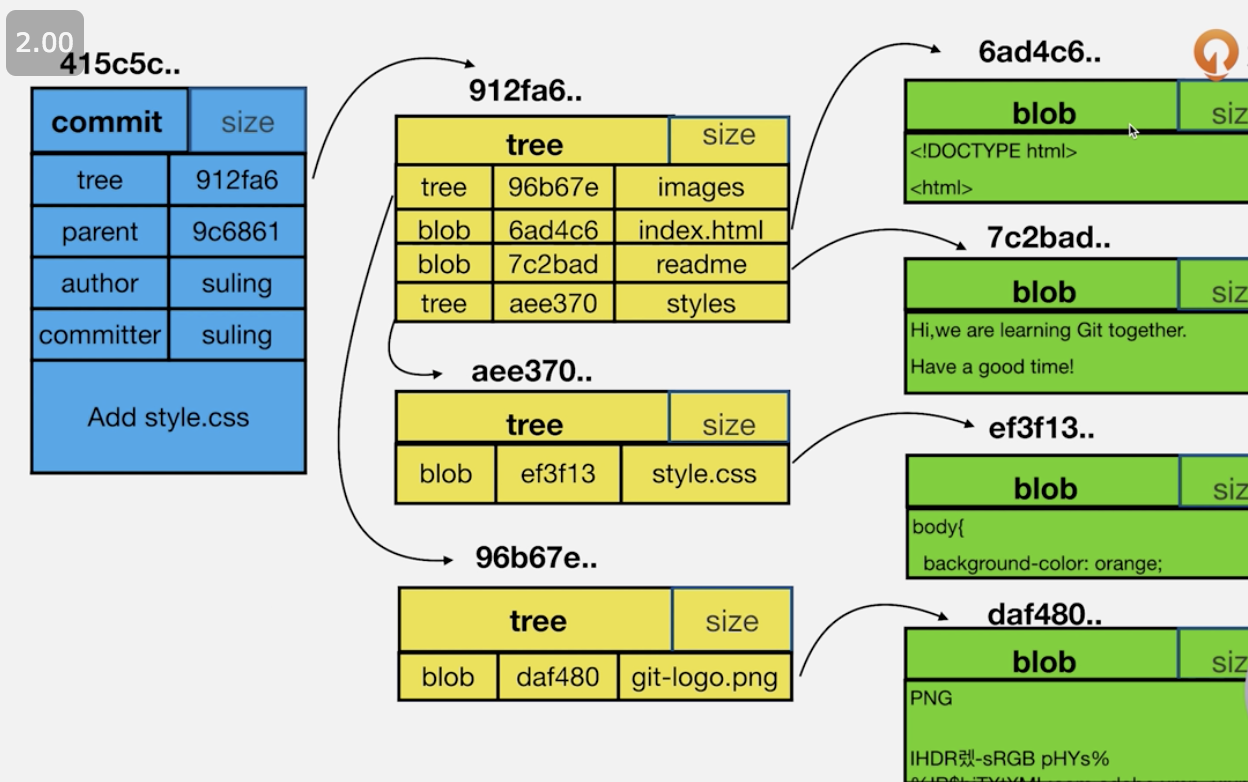 2.00
415c5c..
commit size
tree 912fa6
parent 9c6861
author suling
committer suling
Add style.css
912fa6..
tree size
tree 96b67e images
blob 6ad4c6 index.html
blob 7c2bad readme
tree aee370 styles
aee370..
tree size
blob ef3f13 style.css
96b67e..
tree size
blob daf480 git-logo.png
6ad4c6..
blob siz
<!DOCTYPE html>
<html>
7c2bad..
blob siz
Hi,we are learning Git together.
Have a good time!
ef3f13..
blob siz
body{
background-color: orange;
daf480..
blob siz
PNG
IHDR렜-sRGB pHYs%